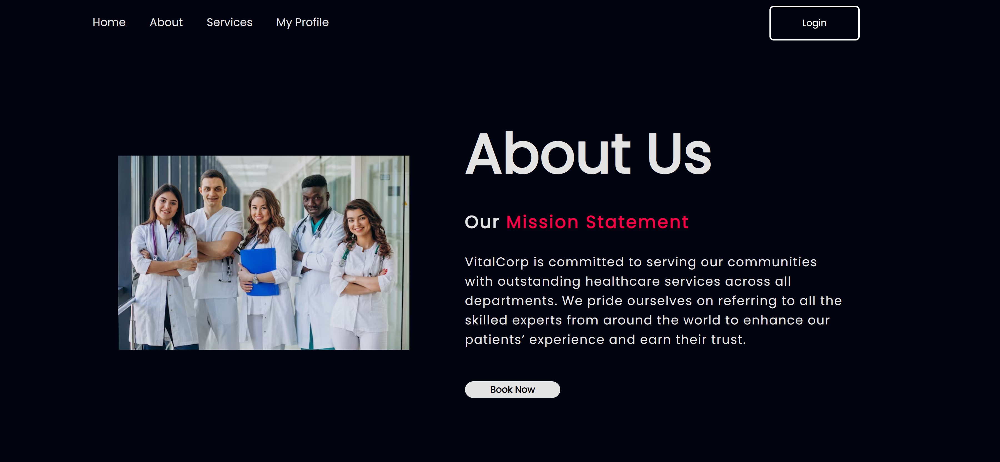 Home About Services My Profile Login
About Us
Our Mission Statement
VitalCorp is committed to serving our communities
with outstanding healthcare services across all
departments. We pride ourselves on referring to all the
skilled experts from around the world to enhance our
patients’ experience and earn their trust.
Book Now